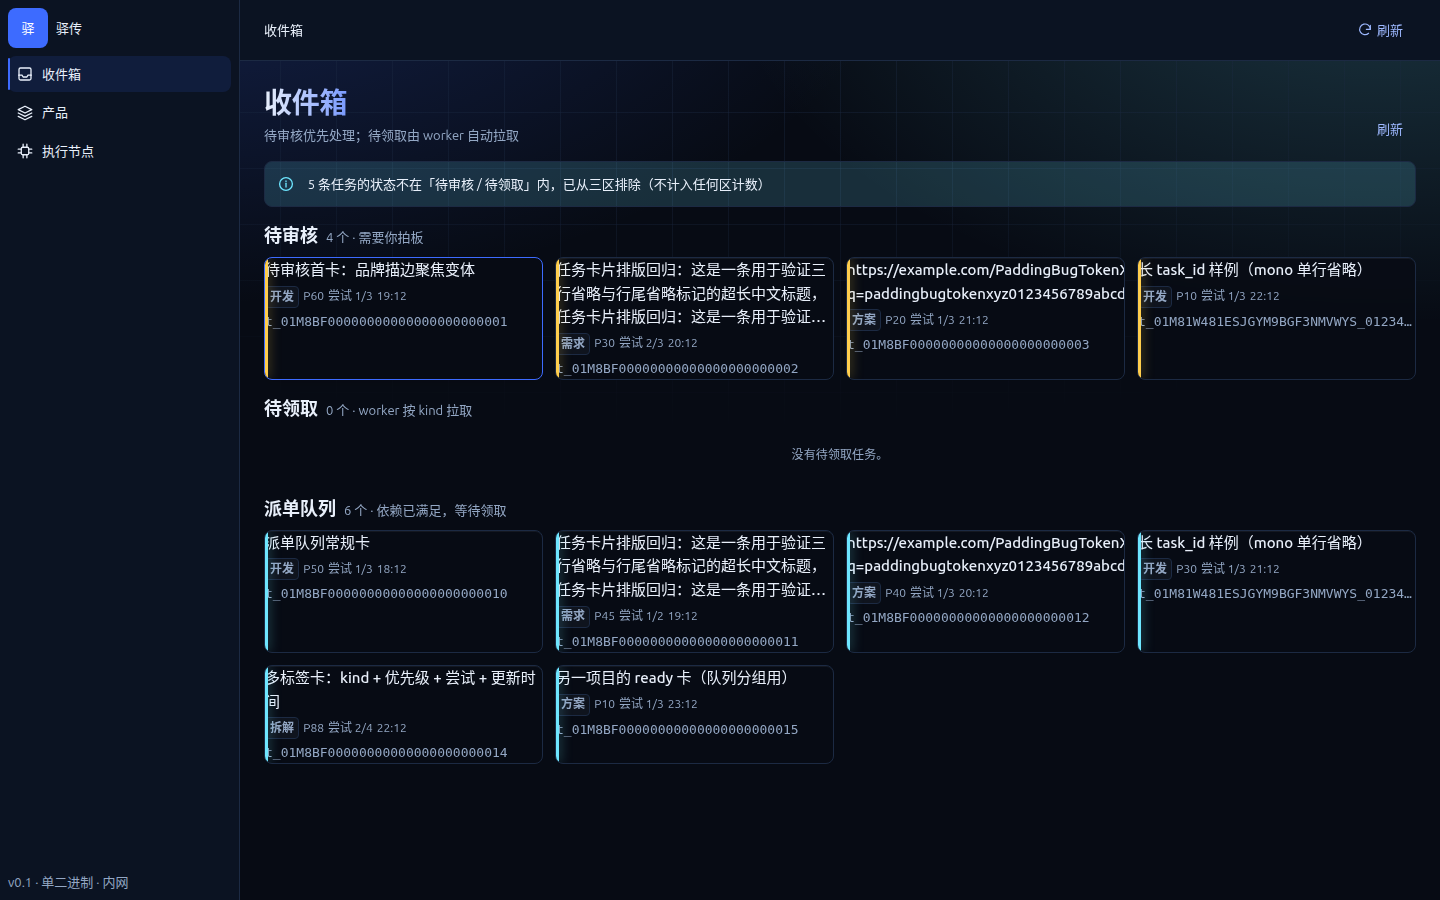 驿 驿传
收件箱
产品
执行节点
v0.1 · 单二进制 · 内网
收件箱
刷新
收件箱
待审核优先处理；待领取由 worker 自动拉取
刷新
5 条任务的状态不在「待审核 / 待领取」内，已从三区排除（不计入任何区计数）
待审核 4 个 · 需要你拍板
待审核首卡：品牌描边聚焦变体
开发 P60 尝试 1/3 19:12
t_01M8BF00000000000000000001
任务卡片排版回归：这是一条用于验证三
行省略与行尾省略标记的超长中文标题，
任务卡片排版回归：这是一条用于验证…
需求 P30 尝试 2/3 20:12
t_01M8BF00000000000000000002
https://example.com/PaddingBugTokenX
q=paddingbugtokenxyz0123456789abcd
方案 P20 尝试 1/3 21:12
t_01M8BF00000000000000000003
长 task_id 样例（mono 单行省略）
开发 P10 尝试 1/3 22:12
t_01M81W481ESJGYM9BGF3NMVWYS_01234…
待领取 0 个 · worker 按 kind 拉取
没有待领取任务。
派单队列 6 个 · 依赖已满足，等待领取
派单队列常规卡
开发 P50 尝试 1/3 18:12
t_01M8BF00000000000000000010
任务卡片排版回归：这是一条用于验证三
行省略与行尾省略标记的超长中文标题，
任务卡片排版回归：这是一条用于验证…
需求 P45 尝试 1/2 19:12
t_01M8BF00000000000000000011
https://example.com/PaddingBugTokenX
q=paddingbugtokenxyz0123456789abcd
方案 P40 尝试 1/3 20:12
t_01M8BF00000000000000000012
长 task_id 样例（mono 单行省略）
开发 P30 尝试 1/3 21:12
t_01M81W481ESJGYM9BGF3NMVWYS_01234…
多标签卡：kind + 优先级 + 尝试 + 更新时
间
拆解 P88 尝试 2/4 22:12
t_01M8BF00000000000000000014
另一项目的 ready 卡（队列分组用）
方案 P10 尝试 1/3 23:12
t_01M8BF00000000000000000015